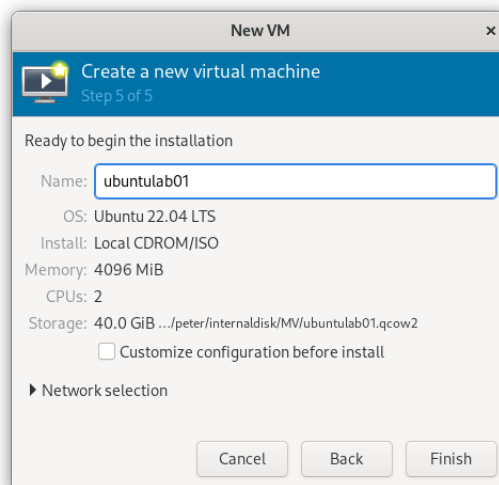 New VM
Create a new virtual machine
Step 5 of 5
Ready to begin the installation
Name: ubuntulab01
OS: Ubuntu 22.04 LTS
Install: Local CDROM/ISO
Memory: 4096 MiB
CPUs: 2
Storage: 40.0 GiB .../peter/internaldisk/MV/ubuntulab01.qcow2
Customize configuration before install
Network selection
Cancel Back Finish